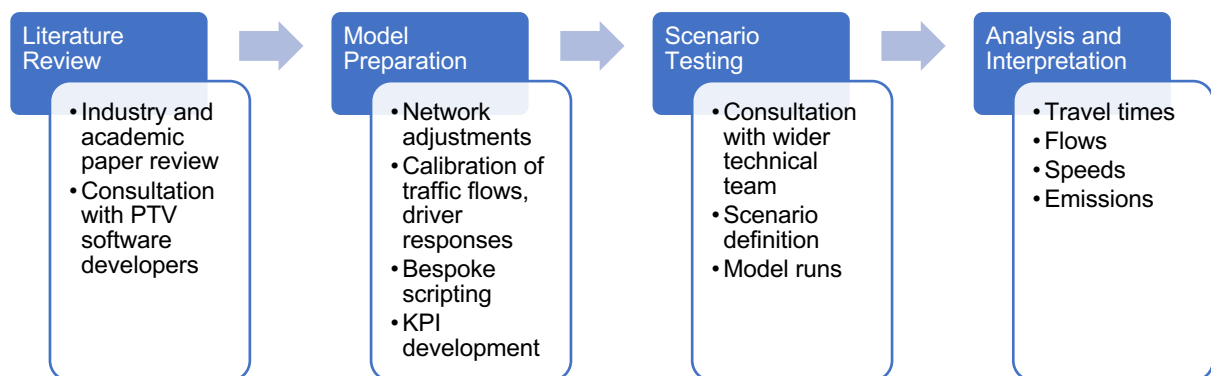 Literature
Review
• Industry and
academic
paper review
• Consultation
with PTV
software
developers
Model
Preparation
• Network
adjustments
• Calibration of
traffic flows,
driver
responses
• Bespoke
scripting
• KPI
development
Scenario
Testing
• Consultation
with wider
technical
team
• Scenario
definition
• Model runs
Analysis and
Interpretation
• Travel times
• Flows
• Speeds
• Emissions